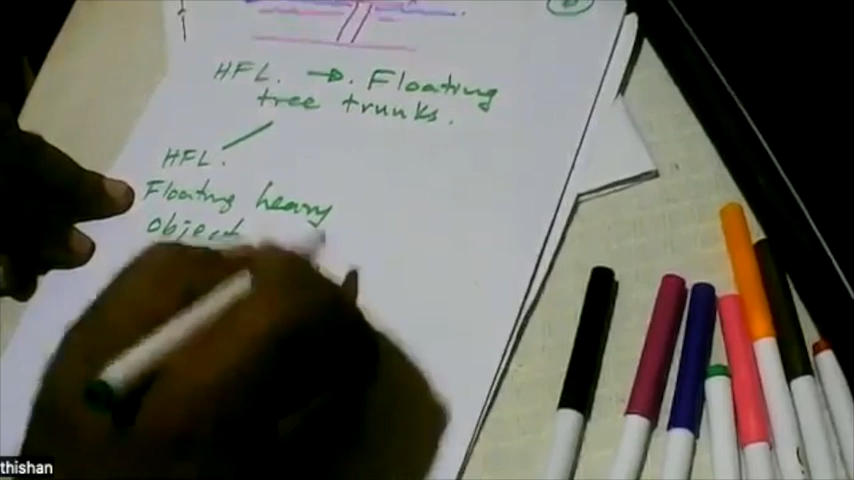 HFL. → Floating
tree trunks.
HFL.
Floating heavy
object
thishan